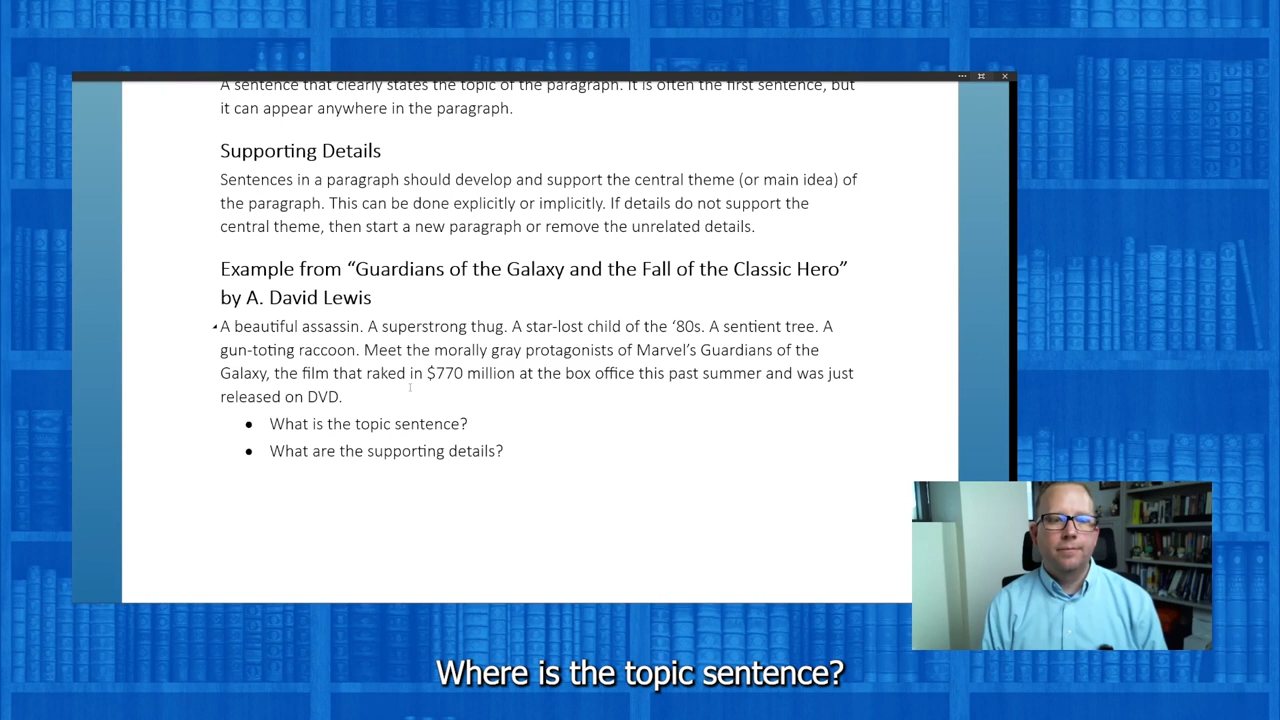 A sentence that clearly states the topic of the paragraph. It is often the first sentence, but
it can appear anywhere in the paragraph.
Supporting Details
Sentences in a paragraph should develop and support the central theme (or main idea) of
the paragraph. This can be done explicitly or implicitly. If details do not support the
central theme, then start a new paragraph or remove the unrelated details.
Example from “Guardians of the Galaxy and the Fall of the Classic Hero”
by A. David Lewis
A beautiful assassin. A superstrong thug. A star-lost child of the ‘80s. A sentient tree. A
gun-toting raccoon. Meet the morally gray protagonists of Marvel’s Guardians of the
Galaxy, the film that raked in $770 million at the box office this past summer and was just
released on DVD.
• What is the topic sentence?
• What are the supporting details?
Where is the topic sentence?